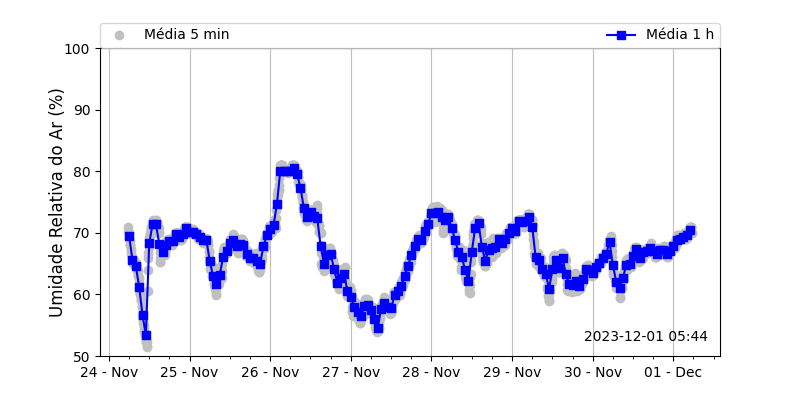 Média 5 min
Média 1 h
Umidade Relativa do Ar (%)
100
90
80
70
60
50
2023-12-01 05:44
24 - Nov
25 - Nov
26 - Nov
27 - Nov
28 - Nov
29 - Nov
30 - Nov
01 - Dec